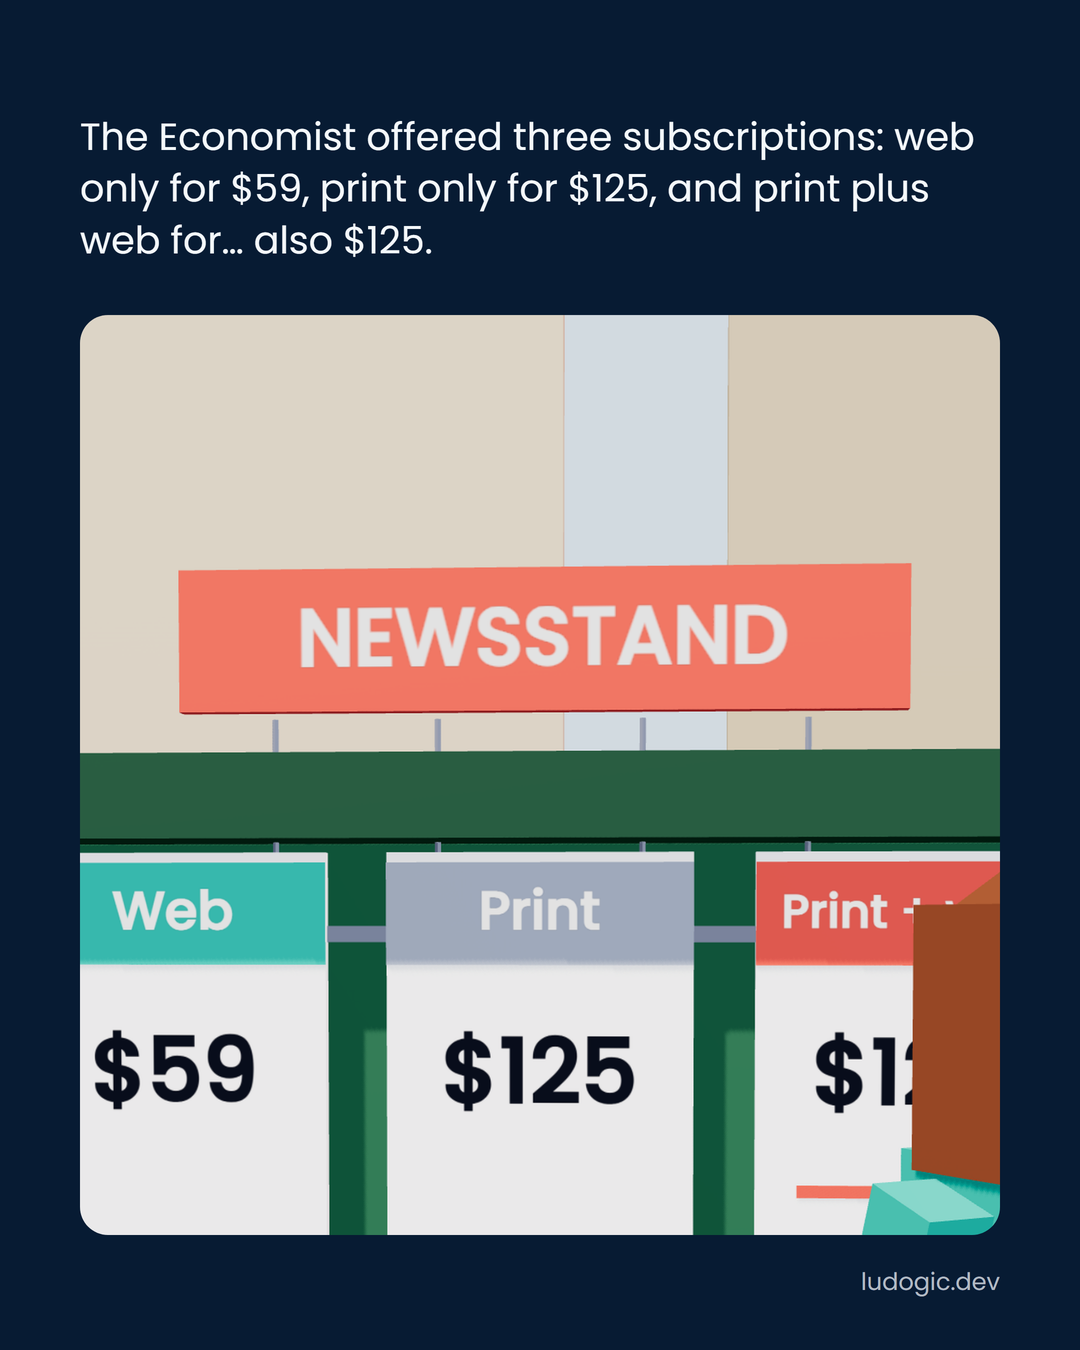 The Economist offered three subscriptions: web
only for $59, print only for $125, and print plus
web for... also $125.
NEWSSTAND
Web
Print
Print +
$59
$125
ludogic.dev